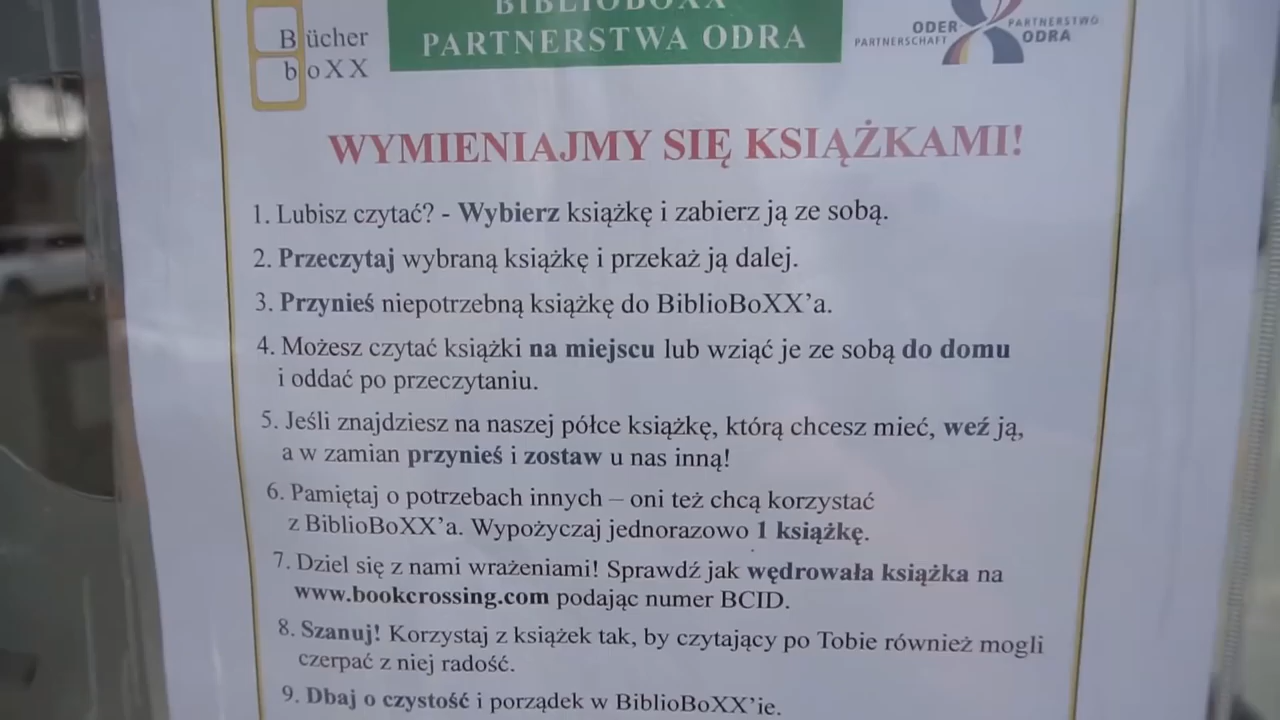 Bücher
boXX
BIBLIOBOXX
PARTNERSTWA ODRA
ODER-
PARTNERSCHAFT
PARTNERSTWO
ODRA
WYMIENIAJMY SIĘ KSIĄŻKAMI!
1. Lubisz czytać? - Wybierz książkę i zabierz ją ze sobą.
2. Przeczytaj wybraną książkę i przekaż ją dalej.
3. Przynieś niepotrzebną książkę do BiblioBoXX’a.
4. Możesz czytać książki na miejscu lub wziąć je ze sobą do domu
i oddać po przeczytaniu.
5. Jeśli znajdziesz na naszej półce książkę, którą chcesz mieć, weź ją,
a w zamian przynieś i zostaw u nas inną!
6. Pamiętaj o potrzebach innych – oni też chcą korzystać
z BiblioBoXX’a. Wypożyczaj jednorazowo 1 książkę.
7. Dziel się z nami wrażeniami! Sprawdź jak wędrowała książka na
www.bookcrossing.com podając numer BCID.
8. Szanuj! Korzystaj z książek tak, by czytający po Tobie również mogli
czerpać z niej radość.
9. Dbaj o czystość i porządek w BiblioBoXX’ie.